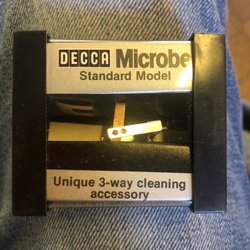 DECCA Microbe
Standard Model
Unique 3-way cleaning
accessory